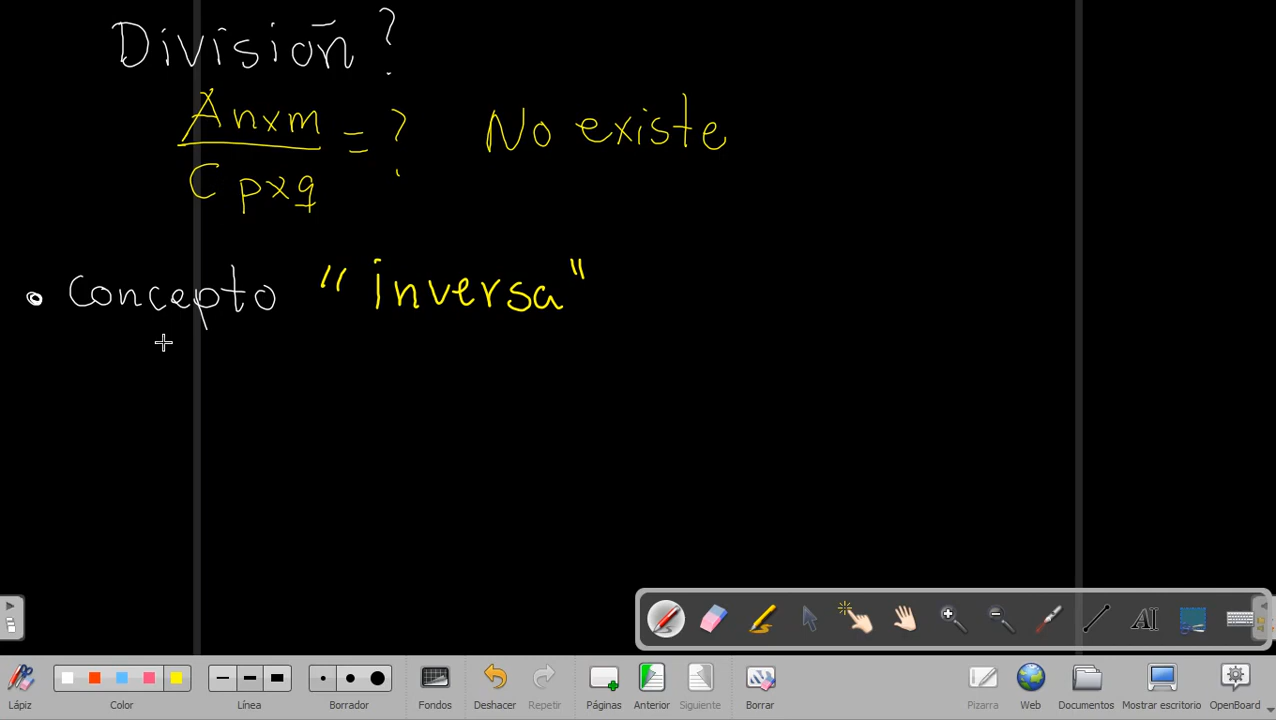 División?
Anxm
Cpxq
= ? No existe
• Concepto "inversa"
AI
Lápiz
Color
Línea
Borrador
Fondos
Deshacer
Repetir
Páginas
Anterior
Siguiente
Borrar
Pizarra
Web
Documentos
Mostrar escritorio
OpenBoard